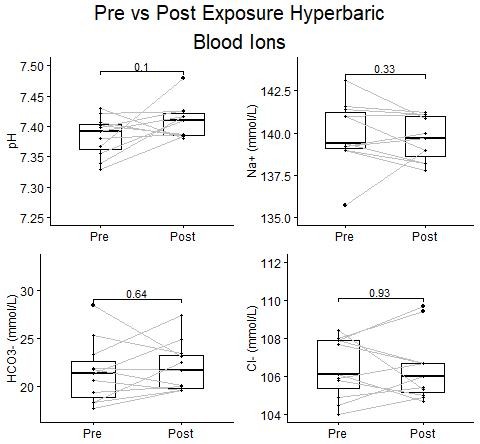 Pre vs Post Exposure Hyperbaric
Blood Ions
pH
7.50
7.45
7.40
7.35
7.30
7.25
0.1
Pre Post
Na+ (mmol/L)
142.5
140.0
137.5
135.0
0.33
Pre Post
HCO3- (mmol/L)
30
25
20
0.64
Pre Post
Cl- (mmol/L)
112
110
108
106
104
0.93
Pre Post